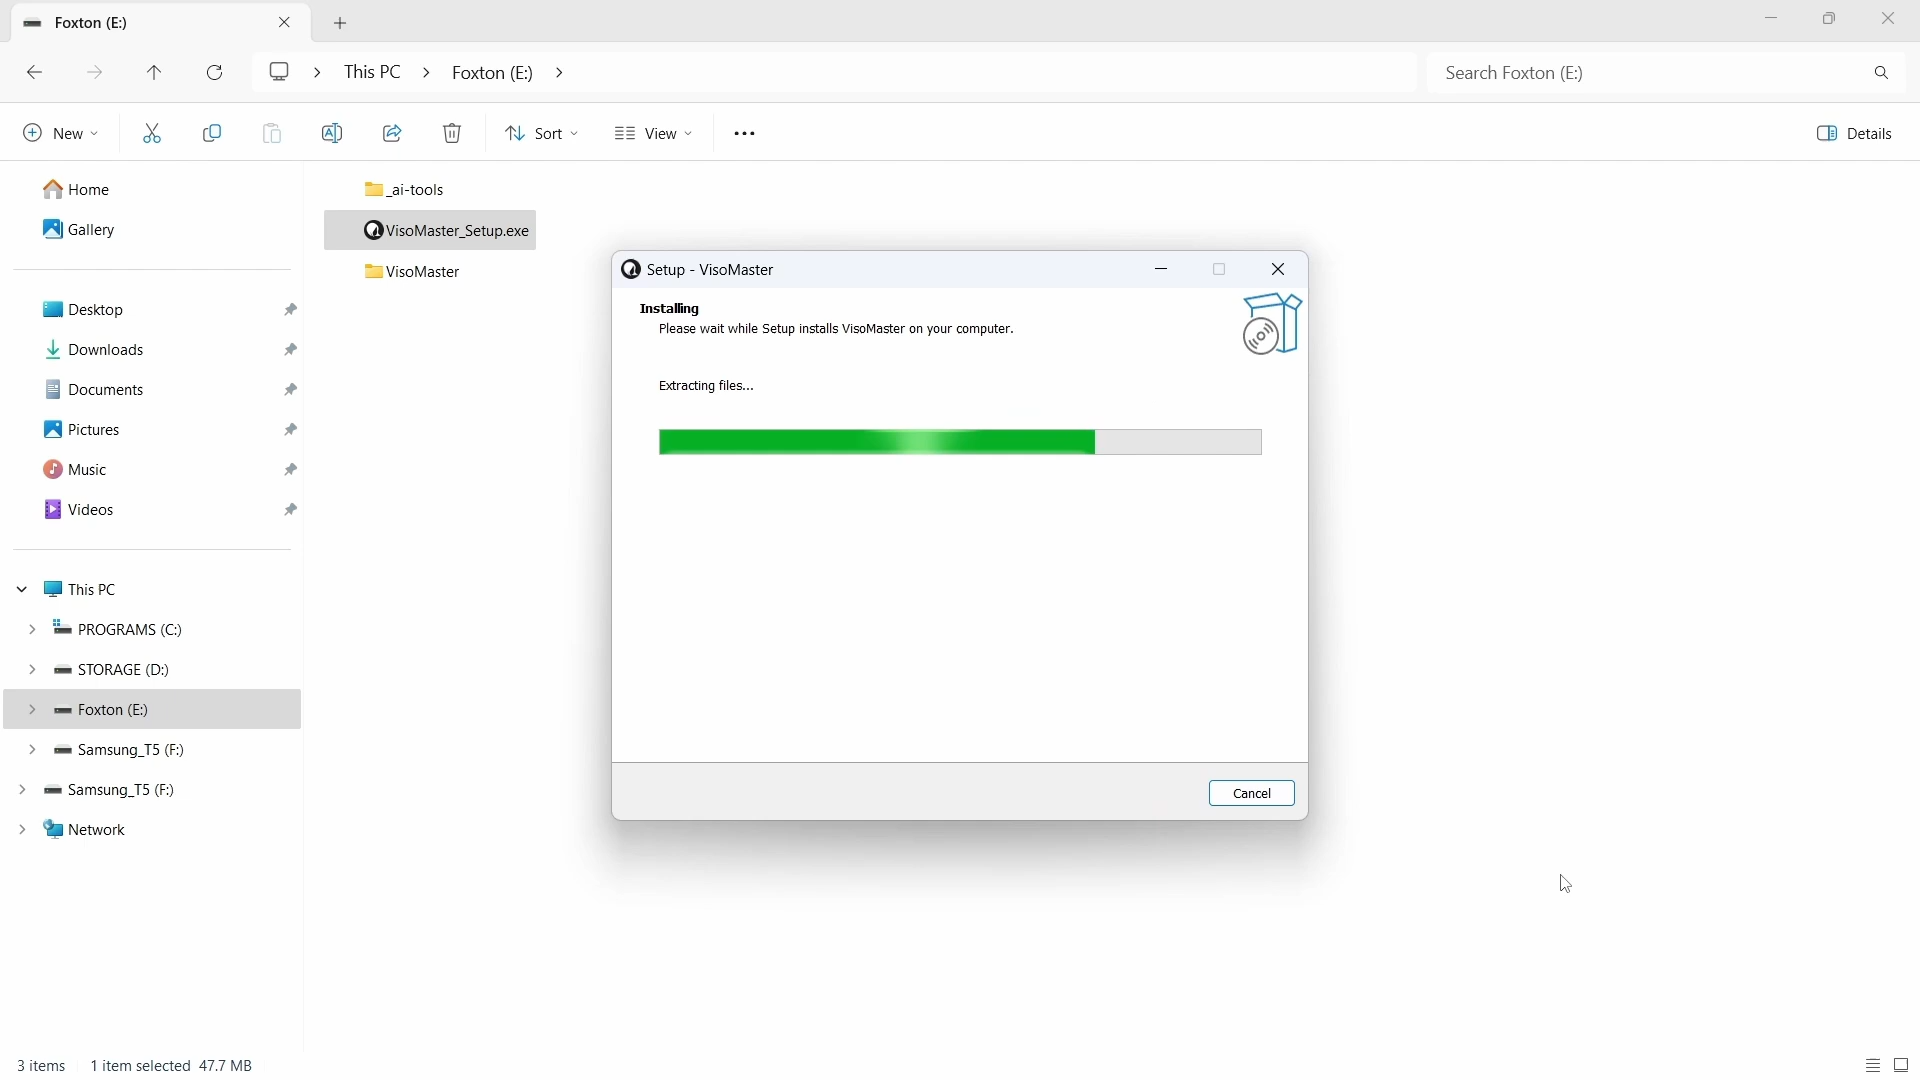 Foxton (E:)
This PC
Foxton (E:)
Search Foxton (E:)
New
Sort
View
Details
Home
Gallery
Desktop
Downloads
Documents
Pictures
Music
Videos
This PC
PROGRAMS (C:)
STORAGE (D:)
Foxton (E:)
Samsung_T5 (F:)
Samsung_T5 (F:)
Network
_ai-tools
VisoMaster_Setup.exe
VisoMaster
Setup - VisoMaster
Installing
Please wait while Setup installs VisoMaster on your computer.
Extracting files...
Cancel
3 items 1 item selected 47.7 MB